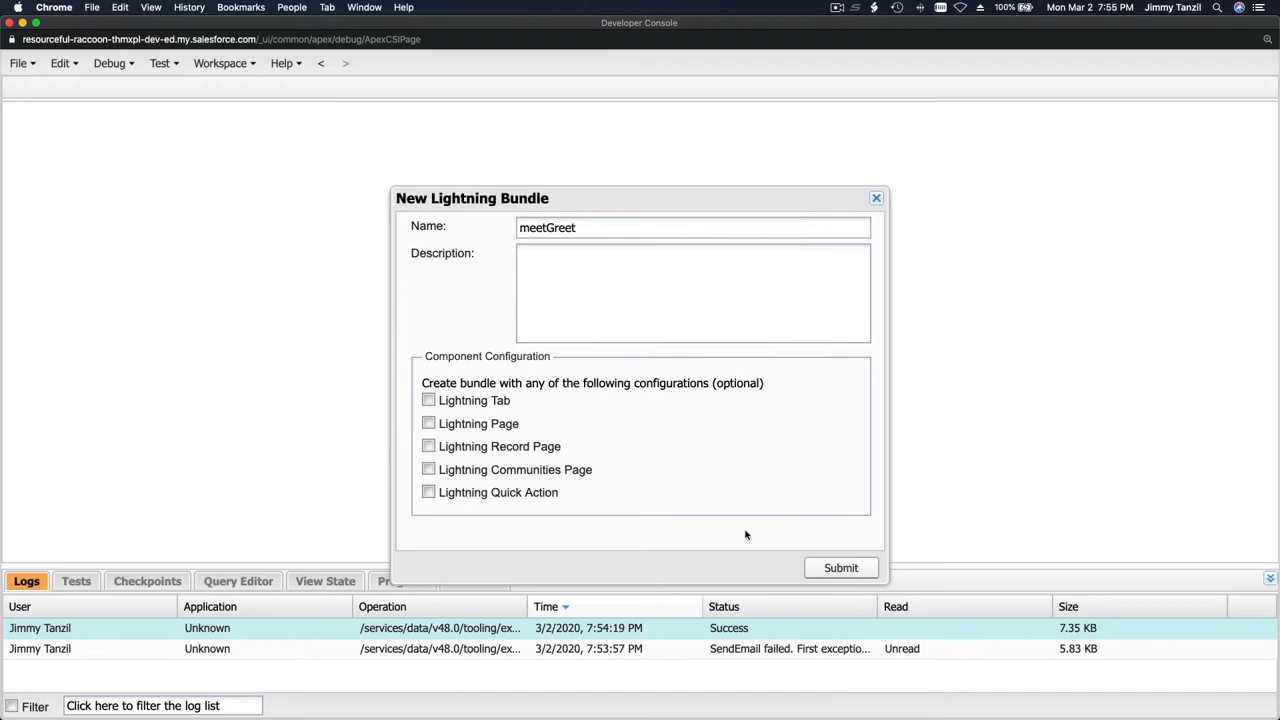 Chrome File Edit View History Bookmarks People Tab Window Help 100% Mon Mar 2 7:55 PM Jimmy Tanzil
Developer Console
resourceful-raccoon-thmxpl-dev-ed.my.salesforce.com/_ui/common/apex/debug/ApexCSIPage
File Edit Debug Test Workspace Help < >
New Lightning Bundle
Name: meetGreet
Description:
Component Configuration
Create bundle with any of the following configurations (optional)
Lightning Tab
Lightning Page
Lightning Record Page
Lightning Communities Page
Lightning Quick Action
Submit
Logs Tests Checkpoints Query Editor View State
User Application Operation Time Status Read Size
Jimmy Tanzil Unknown /services/data/v48.0/tooling/ex... 3/2/2020, 7:54:19 PM Success 7.35 KB
Jimmy Tanzil Unknown /services/data/v48.0/tooling/ex... 3/2/2020, 7:53:57 PM SendEmail failed. First exceptio... Unread 5.83 KB
Filter Click here to filter the log list